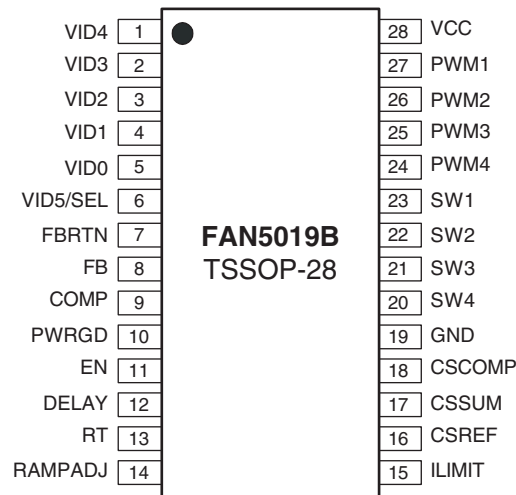 VID4 1
VID3 2
VID2 3
VID1 4
VID0 5
VID5/SEL 6
FBRTN 7
FB 8
COMP 9
PWRGD 10
EN 11
DELAY 12
RT 13
RAMPADJ 14
FAN5019B
TSSOP-28
28 VCC
27 PWM1
26 PWM2
25 PWM3
24 PWM4
23 SW1
22 SW2
21 SW3
20 SW4
19 GND
18 CSCOMP
17 CSSUM
16 CSREF
15 ILIMIT